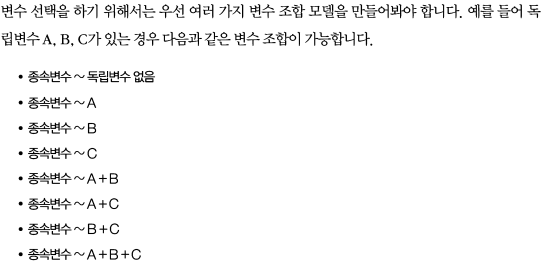 변수 선택을 하기 위해서는 우선 여러 가지 변수 조합 모델을 만들어봐야 합니다. 예를 들어 독
립변수 A, B, C가 있는 경우 다음과 같은 변수 조합이 가능합니다.
• 종속변수 ~ 독립변수 없음
• 종속변수 ~ A
• 종속변수 ~ B
• 종속변수 ~ C
• 종속변수 ~ A + B
• 종속변수 ~ A + C
• 종속변수 ~ B + C
• 종속변수 ~ A + B + C